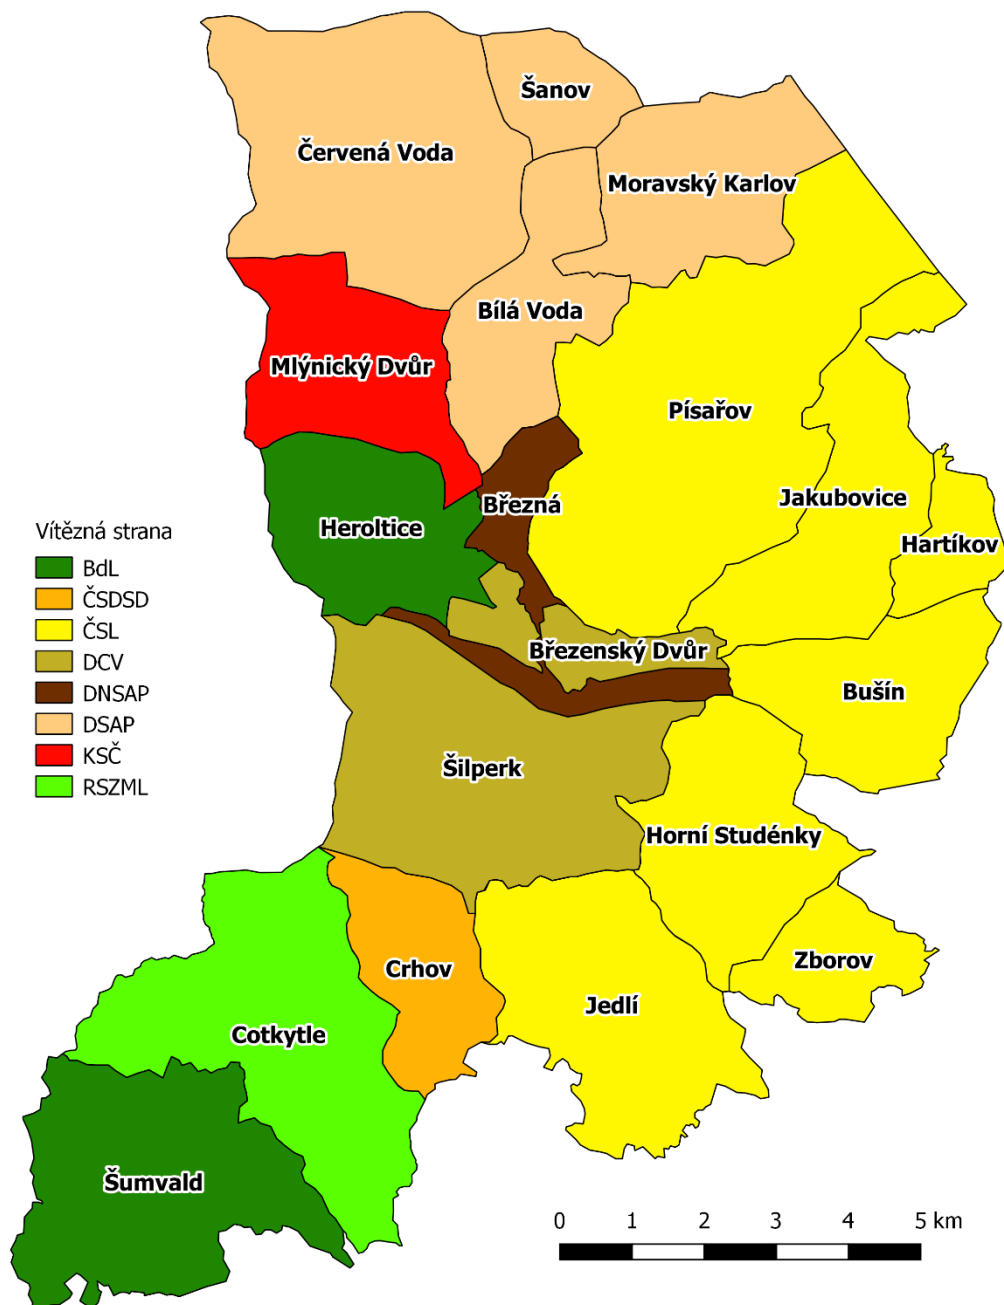 Šanov
Červená Voda
Moravský Karlov
Bílá Voda
Mlýnický Dvůr
Písařov
Jakubovice
Březná
Heroltice
Hartíkov
Vítězná strana
BdL
ČSDSD
ČSL
DCV
DNSAP
DSAP
KSČ
RSZML
Březenský Dvůr
Bušín
Šilperk
Horní Studénky
Zborov
Crhov
Jedlí
Cotkytle
Šumvald
0 1 2 3 4 5 km